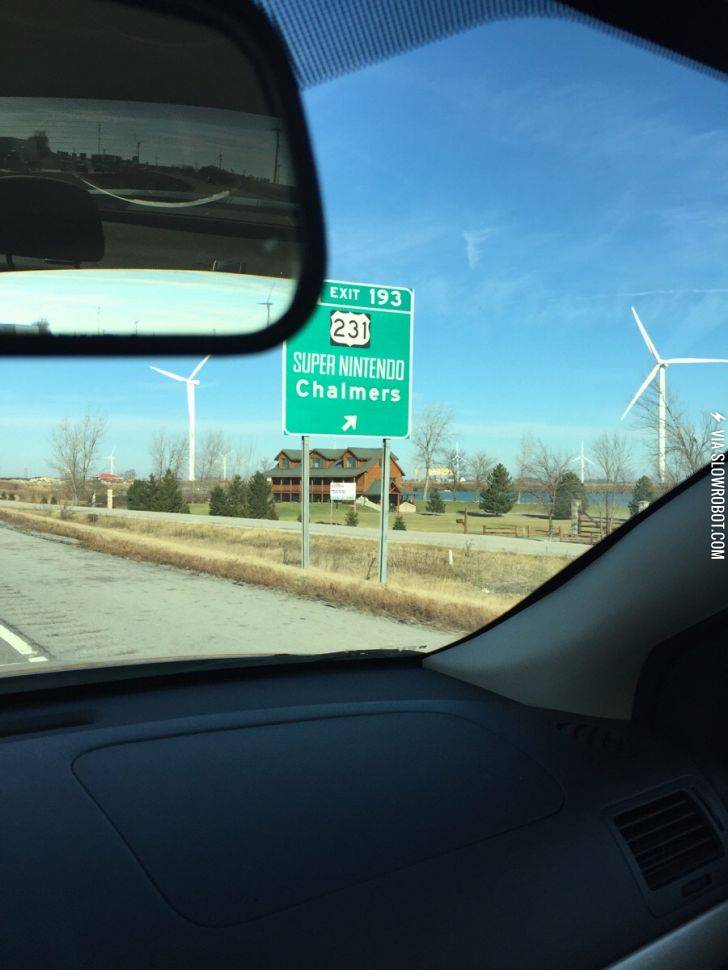 EXIT 193
231
SUPER NINTENDO
Chalmers
VIA SLOWROBOT.COM